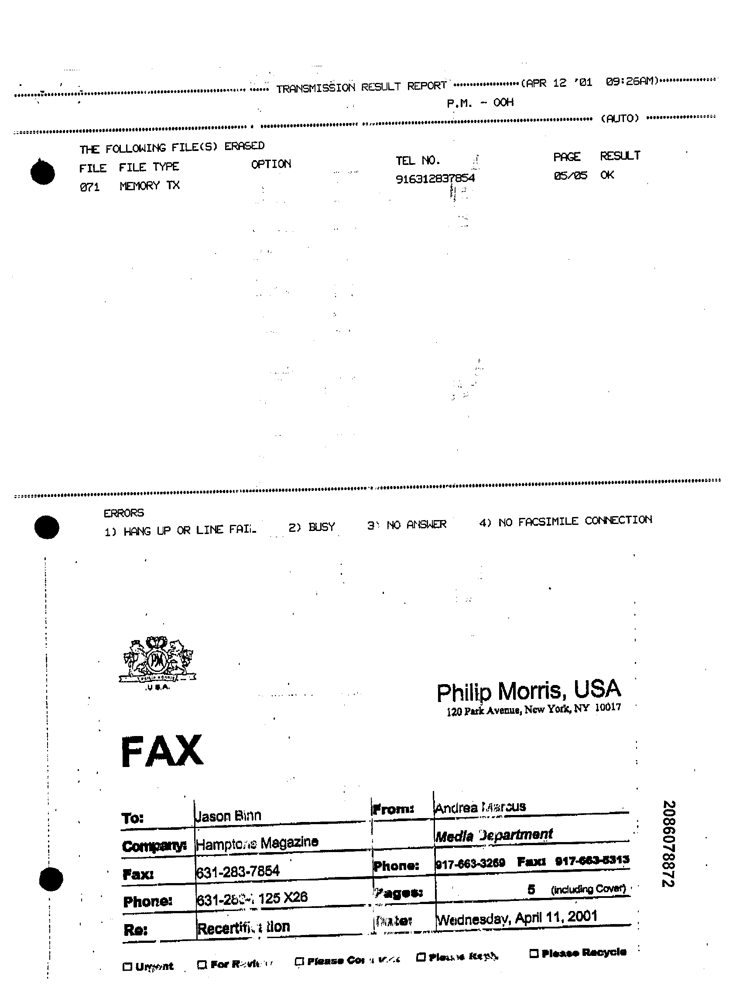 TRANSMISSION RESULT REPORT (APR 12 '01 09:26AM)
P.M. - OOH
(AUTO)
THE FOLLOWING FILE(S) ERASED
FILE FILE TYPE OPTION TEL NO. PAGE RESULT
071 MEMORY TX 916312837854 05/05 OK
ERRORS
1) HANG UP OR LINE FAIL 2) BUSY 3) NO ANSWER 4) NO FACSIMILE CONNECTION
PM
PHILIP MORRIS
U.S.A.
Philip Morris, USA
120 Park Avenue, New York, NY 10017
FAX
To: Jason Binn From: Andrea Marcus
Company: Hamptons Magazine Media Department
Fax: 631-283-7854 Phone: 917-663-3269 Fax: 917-663-5313
Phone: 125 X26 Pages: 5 (including Cover)
Re: Recertification Date: Wednesday, April 11, 2001
☐ Urgent ☐ For Review ☐ Please Comment ☐ Please Reply ☐ Please Recycle
2086078872